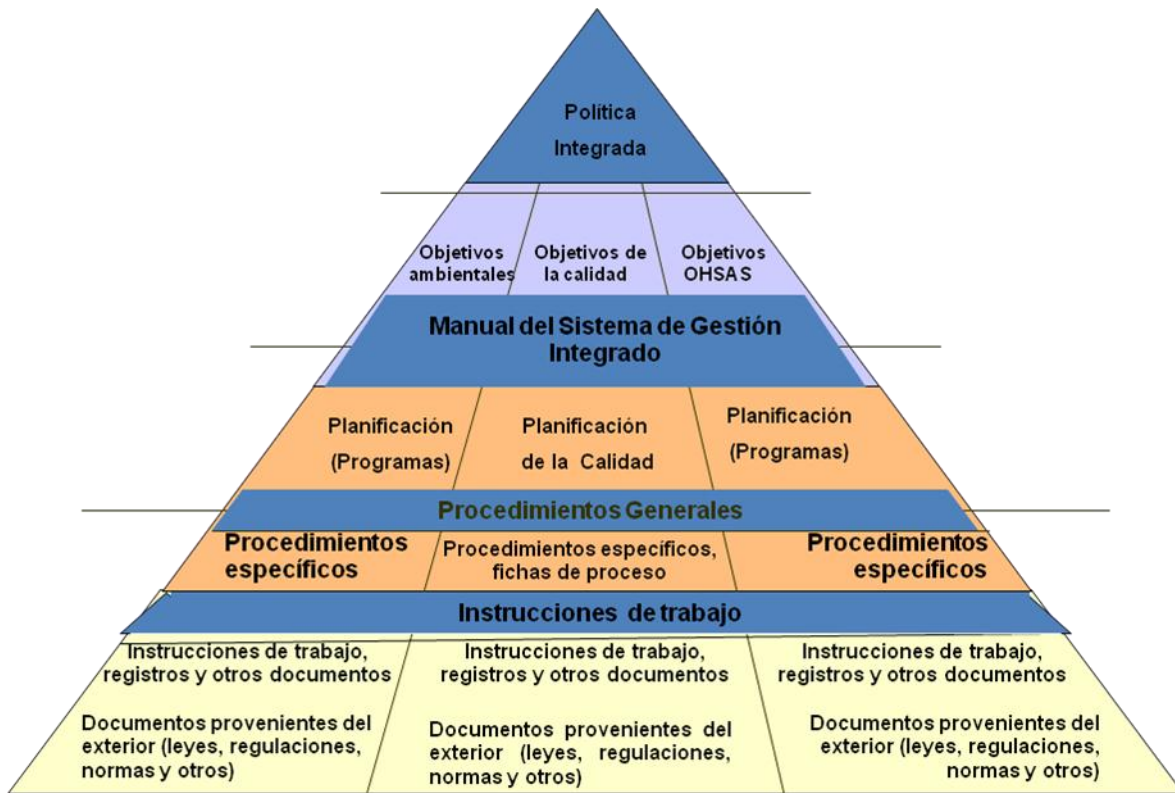 Política
Integrada
Objetivos
ambientales
Objetivos de
la calidad
Objetivos
OHSAS
Manual del Sistema de Gestión
Integrado
Planificación
(Programas)
Planificación
de la Calidad
Planificación
(Programas)
Procedimientos Generales
Procedimientos
específicos
Procedimientos específicos,
fichas de proceso
Procedimientos
específicos
Instrucciones de trabajo
Instrucciones de trabajo,
registros y otros documentos
Documentos provenientes del
exterior (leyes, regulaciones,
normas y otros)
Instrucciones de trabajo,
registros y otros documentos
Documentos provenientes del
exterior (leyes, regulaciones,
normas y otros)
Instrucciones de trabajo,
registros y otros documentos
Documentos provenientes del
exterior (leyes, regulaciones,
normas y otros)